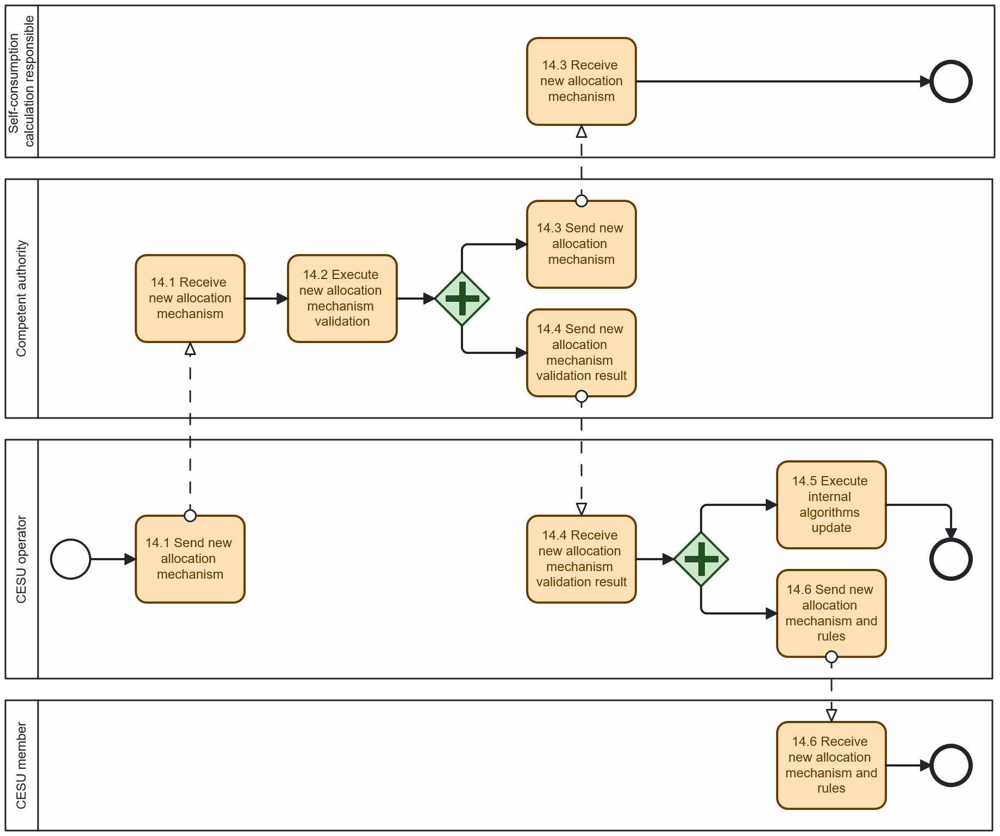 Self-consumption
calculation responsible
14.3 Receive
new allocation
mechanism
Competent authority
14.1 Receive
new allocation
mechanism
14.2 Execute
new allocation
mechanism
validation
14.3 Send new
allocation
mechanism
14.4 Send new
allocation
mechanism
validation result
CESU operator
14.1 Send new
allocation
mechanism
14.4 Receive
new allocation
mechanism
validation result
14.5 Execute
internal
algorithms
update
14.6 Send new
allocation
mechanism and
rules
CESU member
14.6 Receive
new allocation
mechanism and
rules